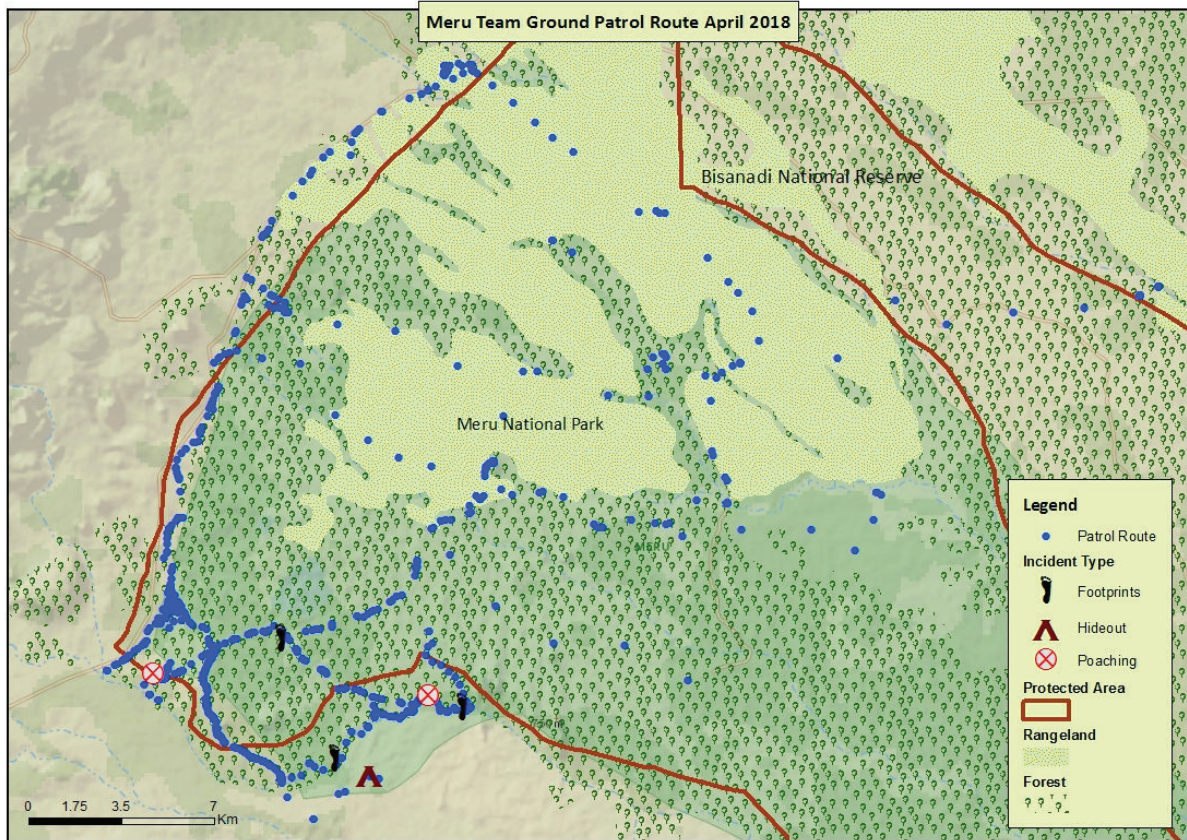 Meru Team Ground Patrol Route April 2018
Bisanadi National Reserve
Meru National Park
MERU
Legend
Patrol Route
Incident Type
Footprints
Hideout
Poaching
Protected Area
Rangeland
Forest
0 1.75 3.5 7
Km